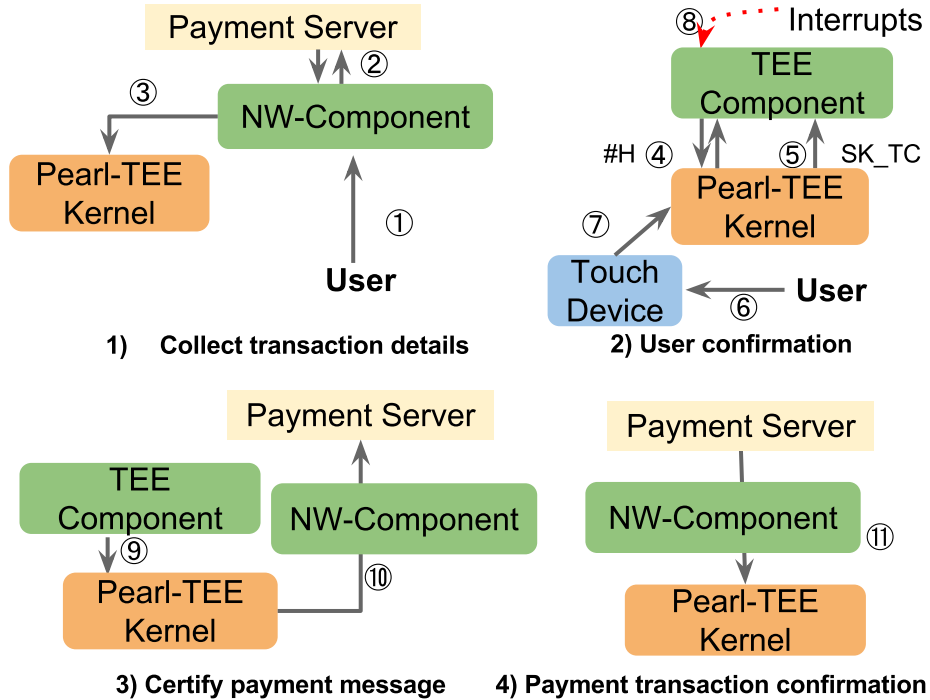 Payment Server
②
③
NW-Component
Pearl-TEE
Kernel
①
User
1) Collect transaction details
⑧
Interrupts
TEE
Component
#H ④ ⑤ SK_TC
Pearl-TEE
Kernel
⑦
Touch
Device
User
⑥
2) User confirmation
Payment Server
TEE
Component
NW-Component
⑨
Pearl-TEE
Kernel
⑩
3) Certify payment message
Payment Server
NW-Component
⑪
Pearl-TEE
Kernel
4) Payment transaction confirmation